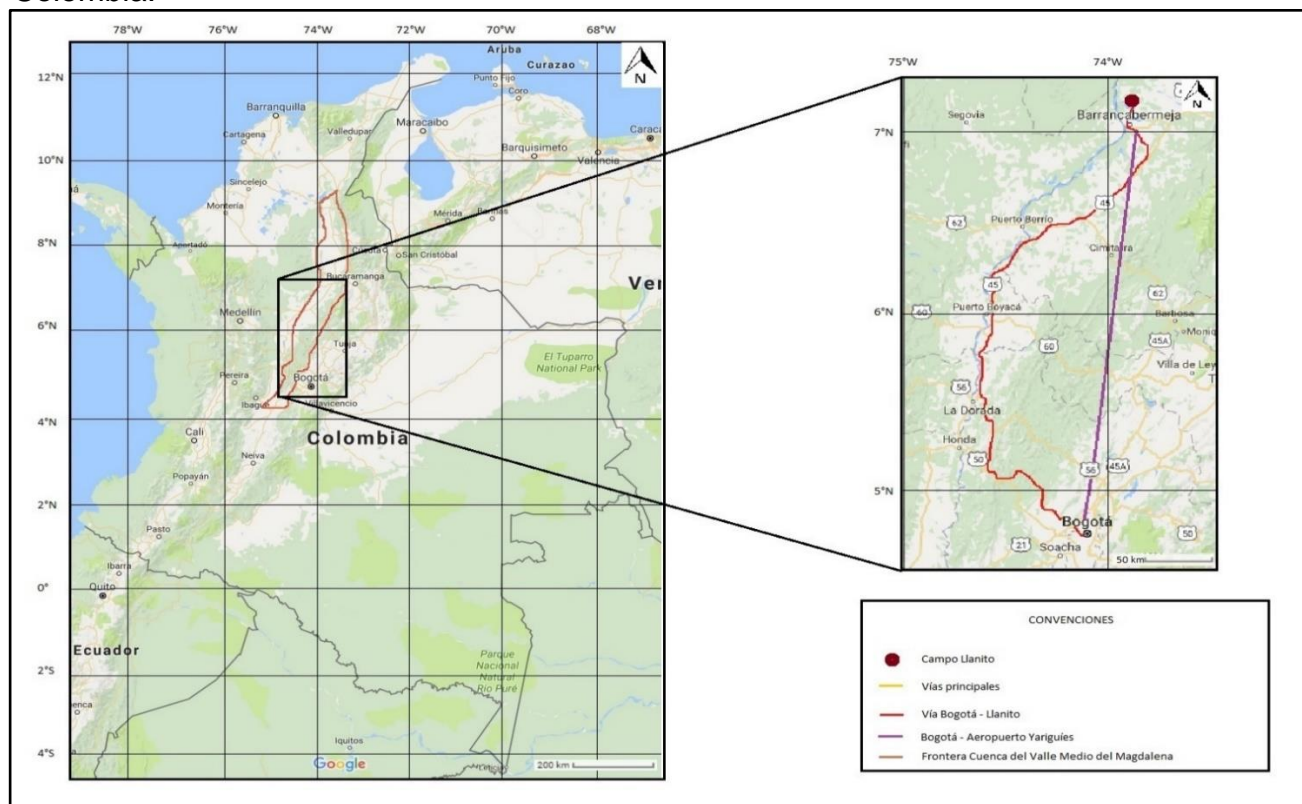 Colombia.
78°W 76°W 74°W 72°W 70°W 68°W
12°N
10°N
8°N
6°N
4°N
2°N
0°
2°S
4°S
N
Aruba
Curazao
Punto Fijo
Coro
Barranquilla
Cartagena
Valledupar
Maracaibo
Barquisimeto
Valencia
Carac
Sincelejo
Montería
Mérida
Barinas
Apartadó
Cúcuta
San Cristóbal
Bucaramanga
Medellín
Ver
Tunja
El Tuparro
National Park
Pereira
Bogotá
Ibagué
Villavicencio
Colombia
Cali
Neiva
Popayán
Pasto
Ibarra
Quito
Ecuador
uenca
Parque
Nacional
Natural
Río Puré
Iquitos
Leticia
Google
200 km
75°W 74°W
7°N
6°N
5°N
N
Segovia
Barrancabermeja
45
62
Puerto Berrío
Cimitarra
45
62
60
Puerto Boyacá
Barbosa
Moniq
60
45A
56
Villa de Ley
La Dorada
Honda
50
56
45A
Bogotá
21
Soacha
50
50 km
CONVENCIONES
Campo Llanito
Vías principales
Vía Bogotá - Llanito
Bogotá - Aeropuerto Yariguíes
Frontera Cuenca del Valle Medio del Magdalena